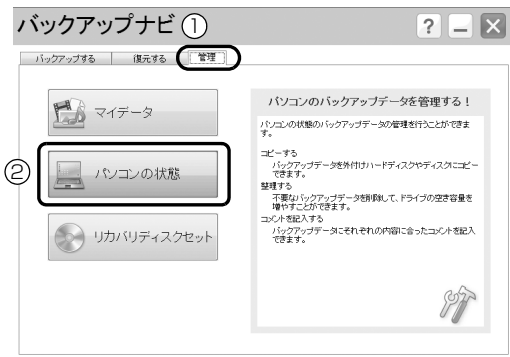 バックアップナビ ①
? － ×
バックアップする 復元する 管理
マイデータ
② パソコンの状態
リカバリディスクセット
パソコンのバックアップデータを管理する！
パソコンの状態のバックアップデータの管理を行うことができま
す。
コピーする
バックアップデータを外付けハードディスクやディスクにコピー
できます。
整理する
不要なバックアップデータを削除して、ドライブの空き容量を
増やすことができます。
コメントを記入する
バックアップデータにそれぞれの内容に合ったコメントを記入
できます。